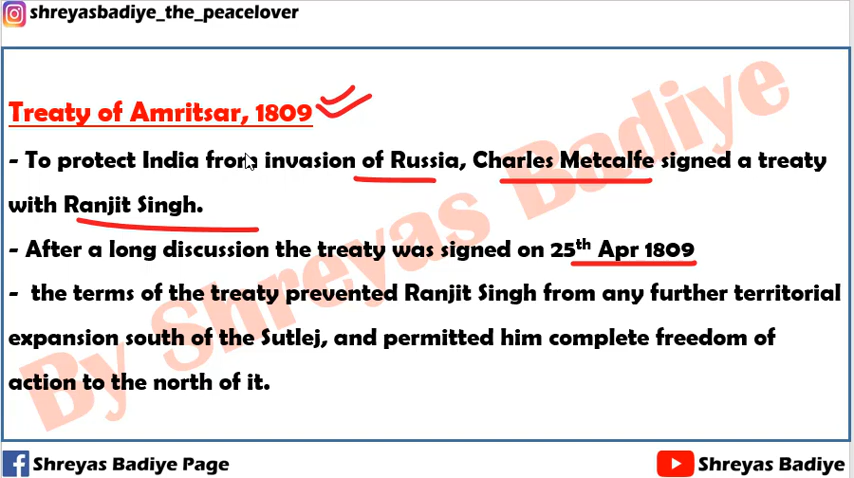 shreyasbadiye_the_peacelover
Treaty of Amritsar, 1809
- To protect India from invasion of Russia, Charles Metcalfe signed a treaty
with Ranjit Singh.
- After a long discussion the treaty was signed on 25th Apr 1809
- the terms of the treaty prevented Ranjit Singh from any further territorial
expansion south of the Sutlej, and permitted him complete freedom of
action to the north of it.
By Shreyas Badiye
Shreyas Badiye Page
Shreyas Badiye